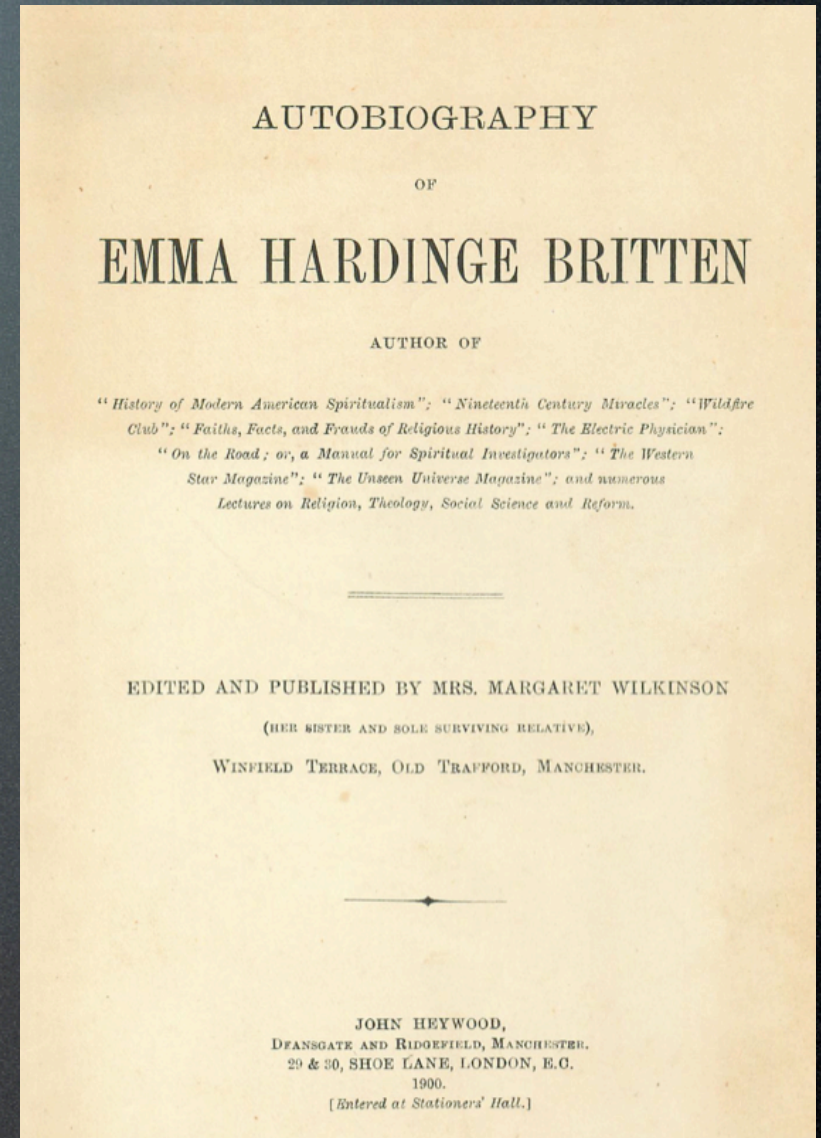 AUTOBIOGRAPHY
OF
EMMA HARDINGE BRITTEN
AUTHOR OF
“History of Modern American Spiritualism”; “Nineteenth Century Miracles”; “Wildfire
Club”; “Faiths, Facts, and Frauds of Religious History”; “The Electric Physician”;
“On the Road; or, a Manual for Spiritual Investigators”; “The Western
Star Magazine”; “The Unseen Universe Magazine”; and numerous
Lectures on Religion, Theology, Social Science and Reform.
EDITED AND PUBLISHED BY MRS. MARGARET WILKINSON
(HER SISTER AND SOLE SURVIVING RELATIVE),
WINFIELD TERRACE, OLD TRAFFORD, MANCHESTER.
JOHN HEYWOOD,
DEANSGATE AND RIDGEFIELD, MANCHESTER.
29 & 30, SHOE LANE, LONDON, E.C.
1900.
[Entered at Stationers’ Hall.]